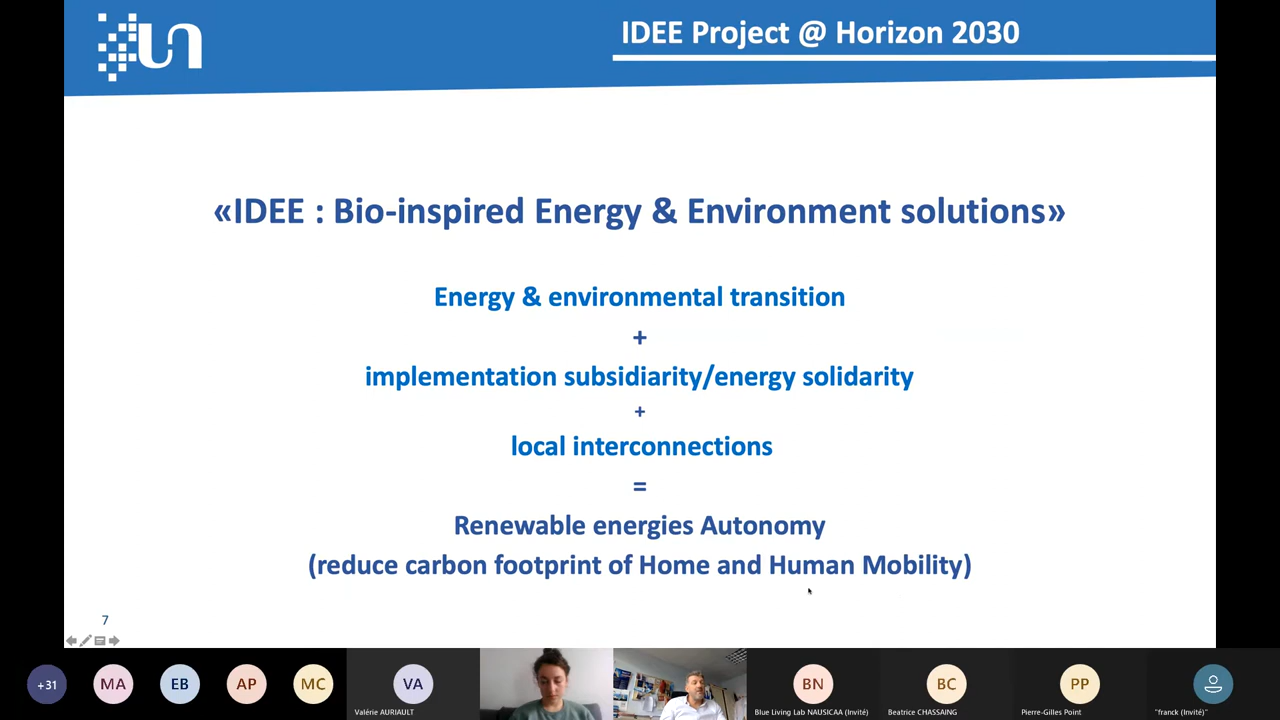 un
IDEE Project @ Horizon 2030
«IDEE : Bio-inspired Energy & Environment solutions»
Energy & environmental transition
+
implementation subsidiarity/energy solidarity
+
local interconnections
=
Renewable energies Autonomy
(reduce carbon footprint of Home and Human Mobility)
7
+31
MA
EB
AP
MC
VA
BN
BC
PP
Valérie AURIAULT
Blue Living Lab NAUSICAA (Invité)
Beatrice CHASSAING
Pierre-Gilles Point
"franck (Invité)"